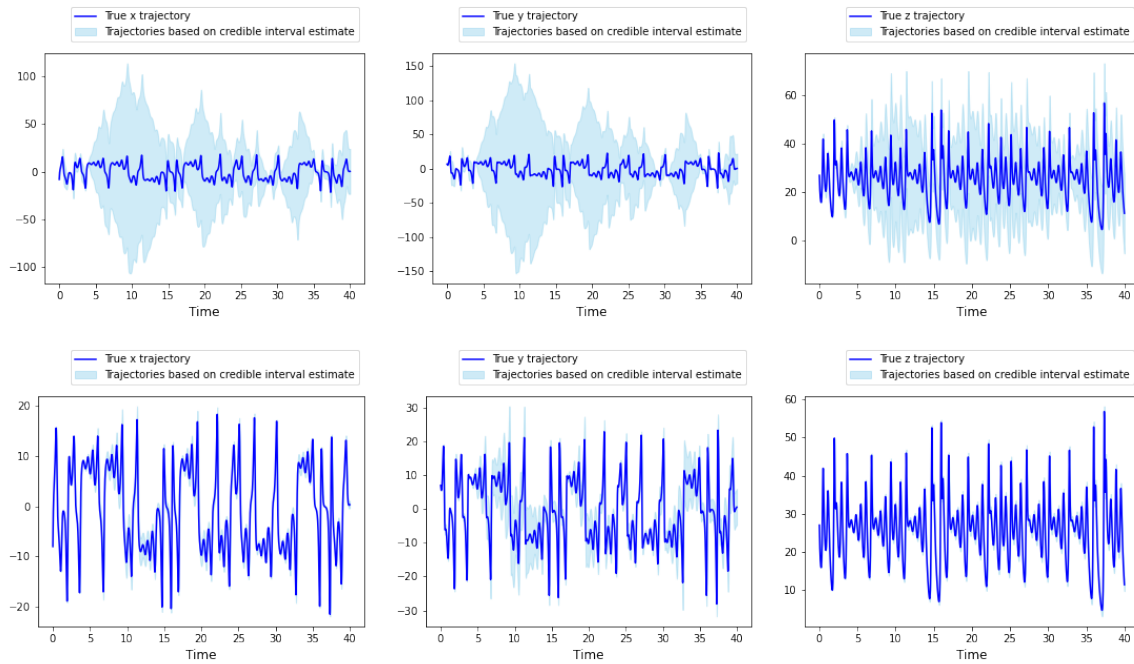 True x trajectory
Trajectories based on credible interval estimate
100
50
0
−50
−100
0 5 10 15 20 25 30 35 40
Time
True y trajectory
Trajectories based on credible interval estimate
150
100
50
0
−50
−100
−150
0 5 10 15 20 25 30 35 40
Time
True z trajectory
Trajectories based on credible interval estimate
60
40
20
0
0 5 10 15 20 25 30 35 40
Time
True x trajectory
Trajectories based on credible interval estimate
20
10
0
−10
−20
0 5 10 15 20 25 30 35 40
Time
True y trajectory
Trajectories based on credible interval estimate
30
20
10
0
−10
−20
−30
0 5 10 15 20 25 30 35 40
Time
True z trajectory
Trajectories based on credible interval estimate
60
50
40
30
20
10
0 5 10 15 20 25 30 35 40
Time